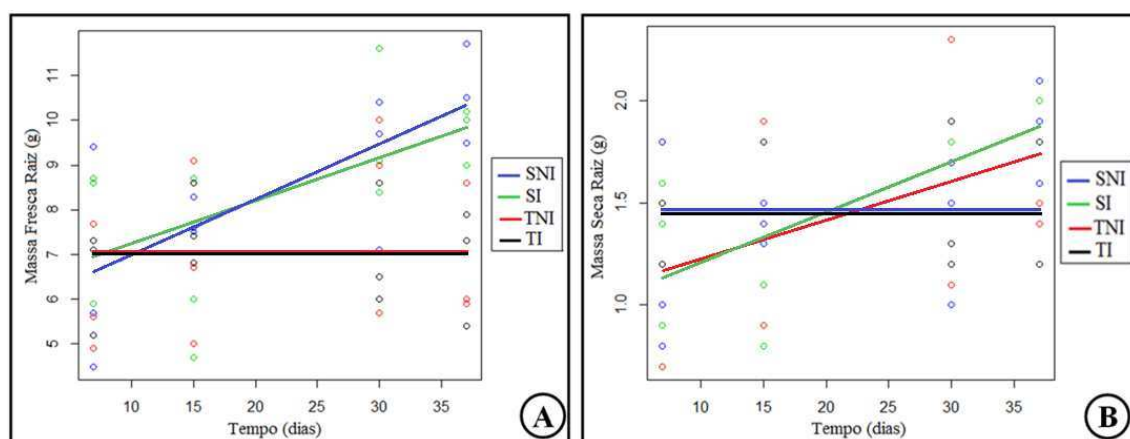 Massa Fresca Raiz (g)
11
10
9
8
7
6
5
10 15 20 25 30 35
Tempo (dias)
SNI
SI
TNI
TI
A
Massa Seca Raiz (g)
2.0
1.5
1.0
10 15 20 25 30 35
Tempo (dias)
SNI
SI
TNI
TI
B